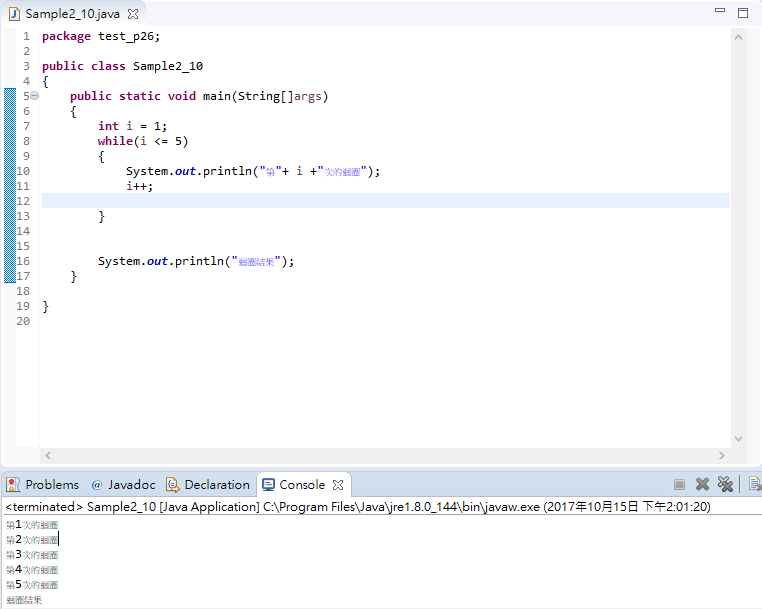 Sample2_10.java
1 package test_p26;
2
3 public class Sample2_10
4 {
5 public static void main(String[]args)
6 {
7 int i = 1;
8 while(i <= 5)
9 {
10 System.out.println("第"+ i +"次的迴圈");
11 i++;
12
13 }
14
15
16 System.out.println("迴圈結果");
17 }
18
19 }
20
Problems @ Javadoc Declaration Console
<terminated> Sample2_10 [Java Application] C:\Program Files\Java\jre1.8.0_144\bin\javaw.exe (2017年10月15日 下午2:01:20)
第1次的迴圈
第2次的迴圈
第3次的迴圈
第4次的迴圈
第5次的迴圈
迴圈結果